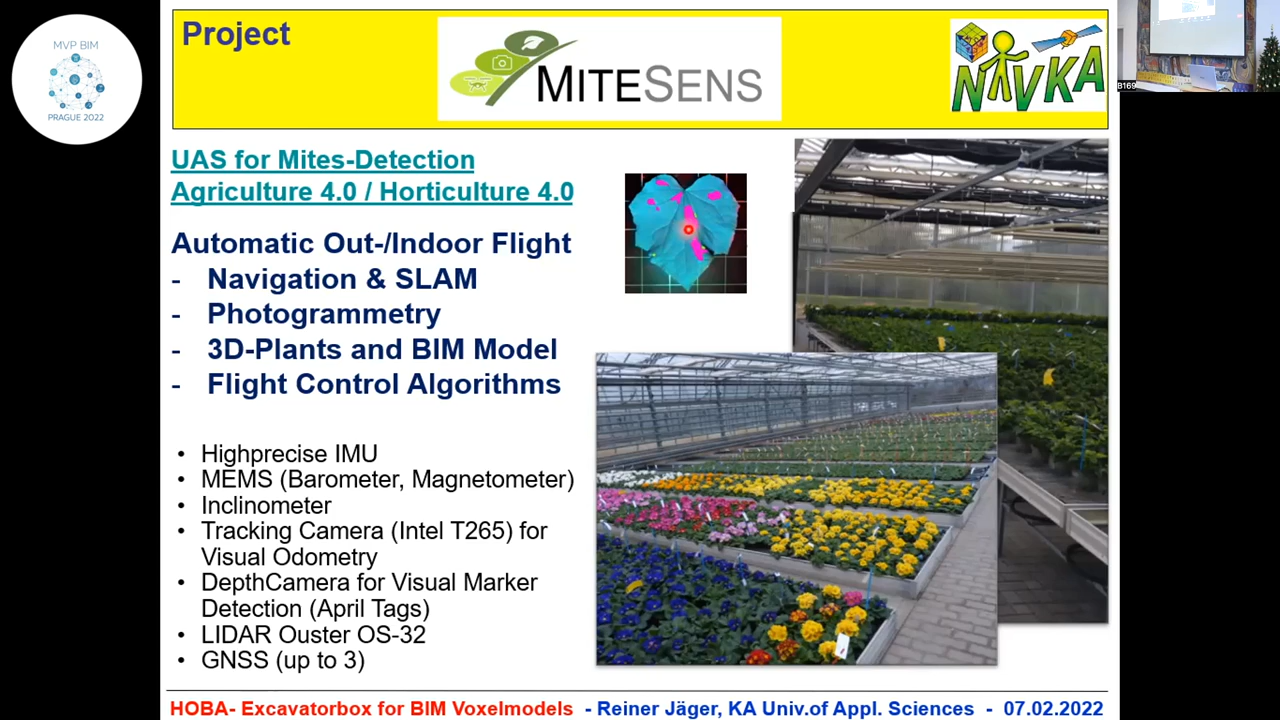 MVP BIM
PRAGUE 2022
Project
MITESENS
NAVKA
B169
UAS for Mites-Detection
Agriculture 4.0 / Horticulture 4.0
Automatic Out-/Indoor Flight
- Navigation & SLAM
- Photogrammetry
- 3D-Plants and BIM Model
- Flight Control Algorithms
• Highprecise IMU
• MEMS (Barometer, Magnetometer)
• Inclinometer
• Tracking Camera (Intel T265) for
Visual Odometry
• DepthCamera for Visual Marker
Detection (April Tags)
• LIDAR Ouster OS-32
• GNSS (up to 3)
HOBA- Excavatorbox for BIM Voxelmodels - Reiner Jäger, KA Univ.of Appl. Sciences - 07.02.2022